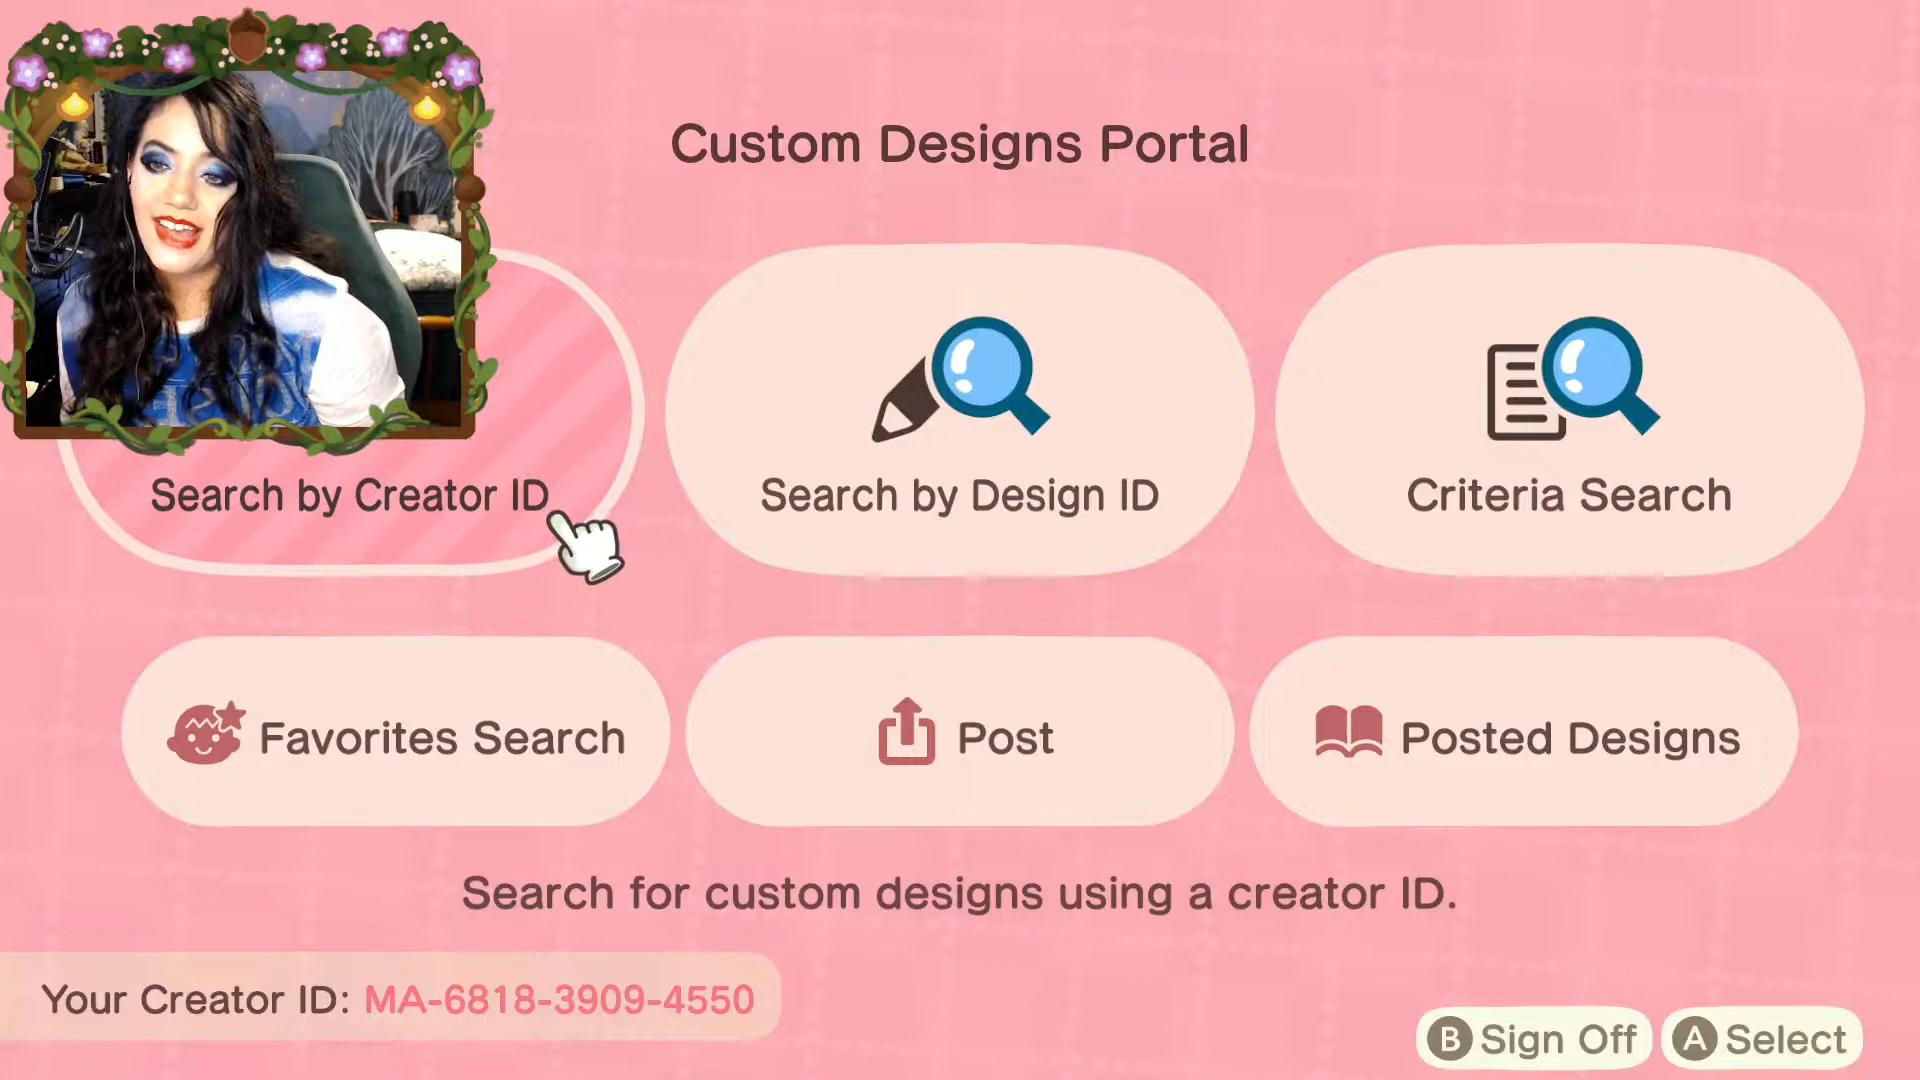 Custom Designs Portal
Search by Creator ID
Search by Design ID
Criteria Search
Favorites Search
Post
Posted Designs
Search for custom designs using a creator ID.
Your Creator ID: MA-6818-3909-4550
B Sign Off
A Select